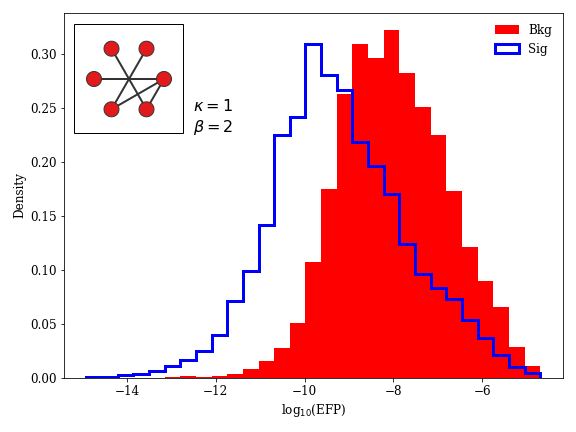 Bkg
Sig
κ = 1
β = 2
0.30
0.25
0.20
0.15
0.10
0.05
0.00
Density
−14
−12
−10
−8
−6
log₁₀(EFP)